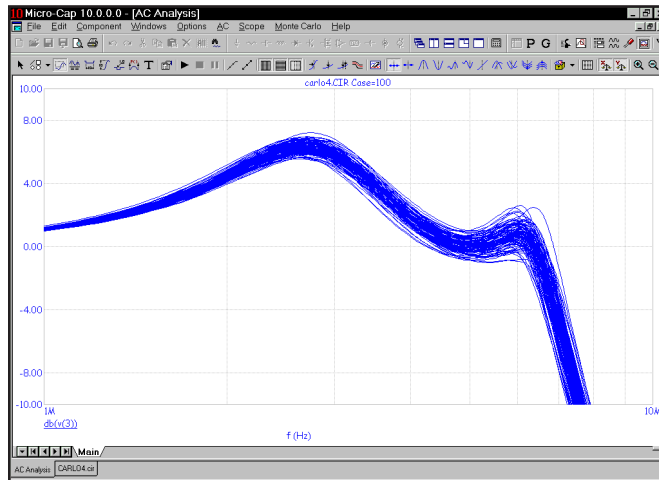 Micro-Cap 10.0.0.0 - [AC Analysis]
File Edit Component Windows Options AC Scope Monte Carlo Help
T P G
carlo4.CIR Case=100
10.00
8.00
4.00
0.00
-4.00
-8.00
-10.00
1M 10M
db(v(3))
f (Hz)
Main
AC Analysis CARLO4.cir